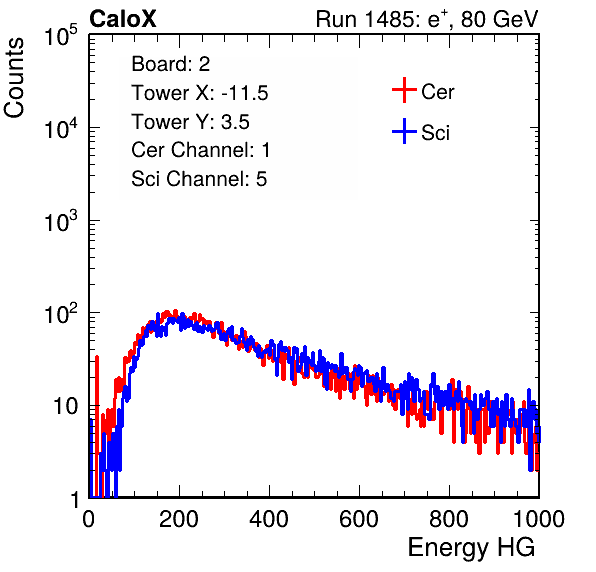 CaloX Run 1485: e⁺, 80 GeV
Counts
10⁵
10⁴
10³
10²
10
1
Board: 2
Tower X: -11.5
Tower Y: 3.5
Cer Channel: 1
Sci Channel: 5
Cer
Sci
0 200 400 600 800 1000
Energy HG